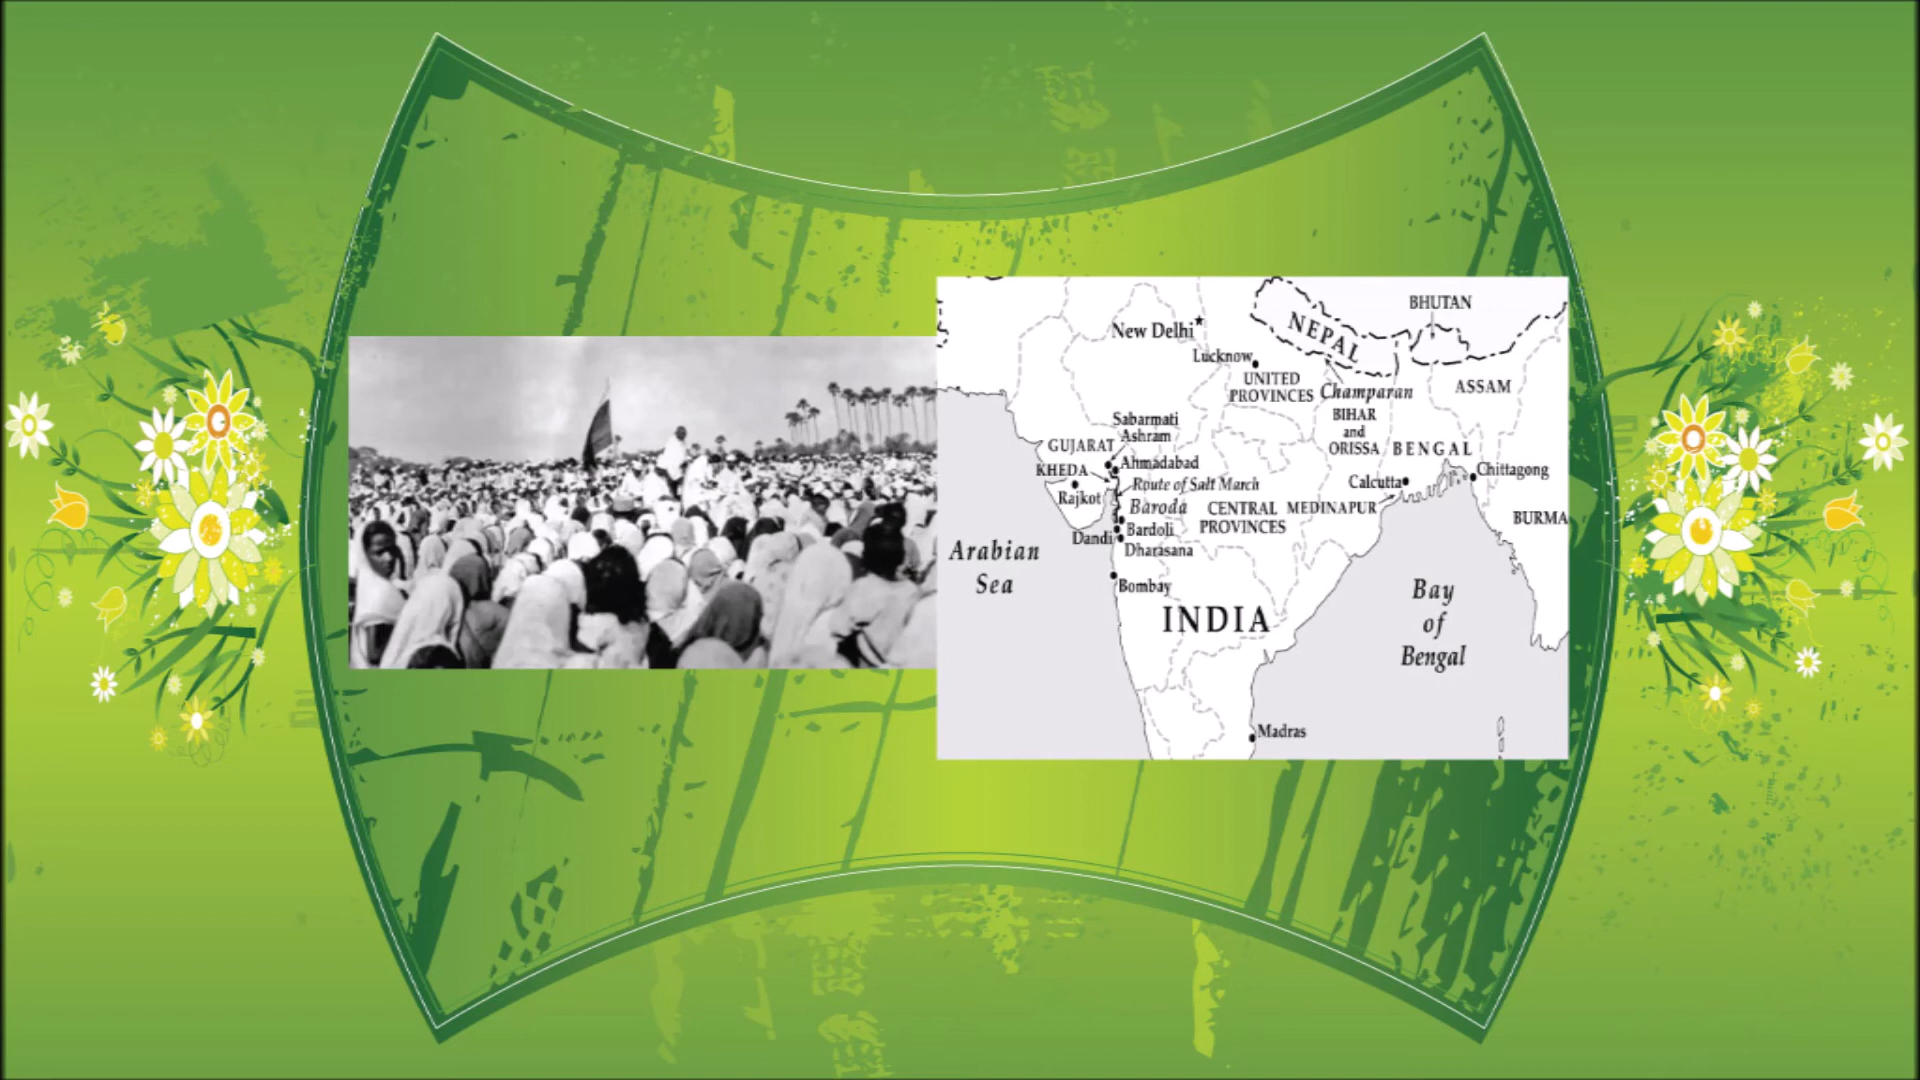 BHUTAN
New Delhi
NEPAL
Lucknow
UNITED
PROVINCES
Champaran
ASSAM
BIHAR
and
ORISSA
Sabarmati
Ashram
GUJARAT
BENGAL
KHEDA
Ahmadabad
Chittagong
Route of Salt March
Rajkot
Calcutta
Baroda
CENTRAL
PROVINCES
MEDINAPUR
BURMA
Bardoli
Dandi
Dharasana
Arabian
Sea
Bombay
INDIA
Bay
of
Bengal
Madras